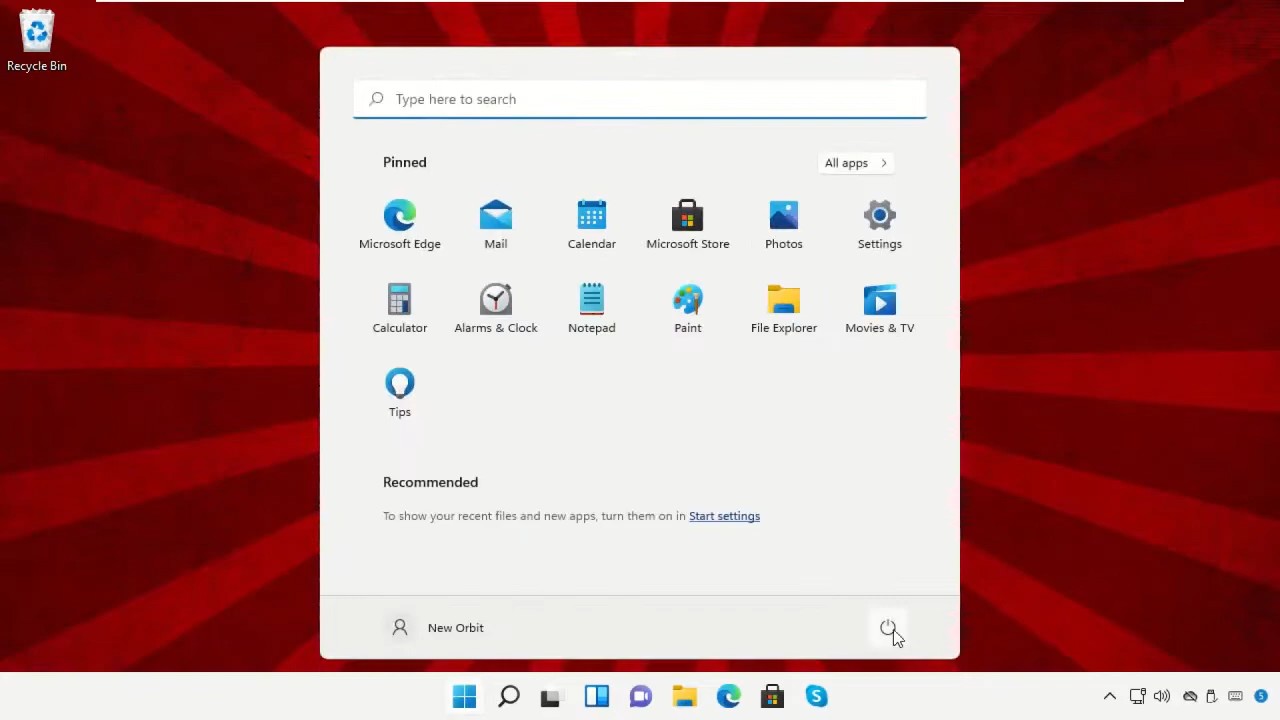 Recycle Bin
Type here to search
Pinned
All apps
Microsoft Edge
Mail
Calendar
Microsoft Store
Photos
Settings
Calculator
Alarms & Clock
Notepad
Paint
File Explorer
Movies & TV
Tips
Recommended
To show your recent files and new apps, turn them on in Start settings
New Orbit
S
5